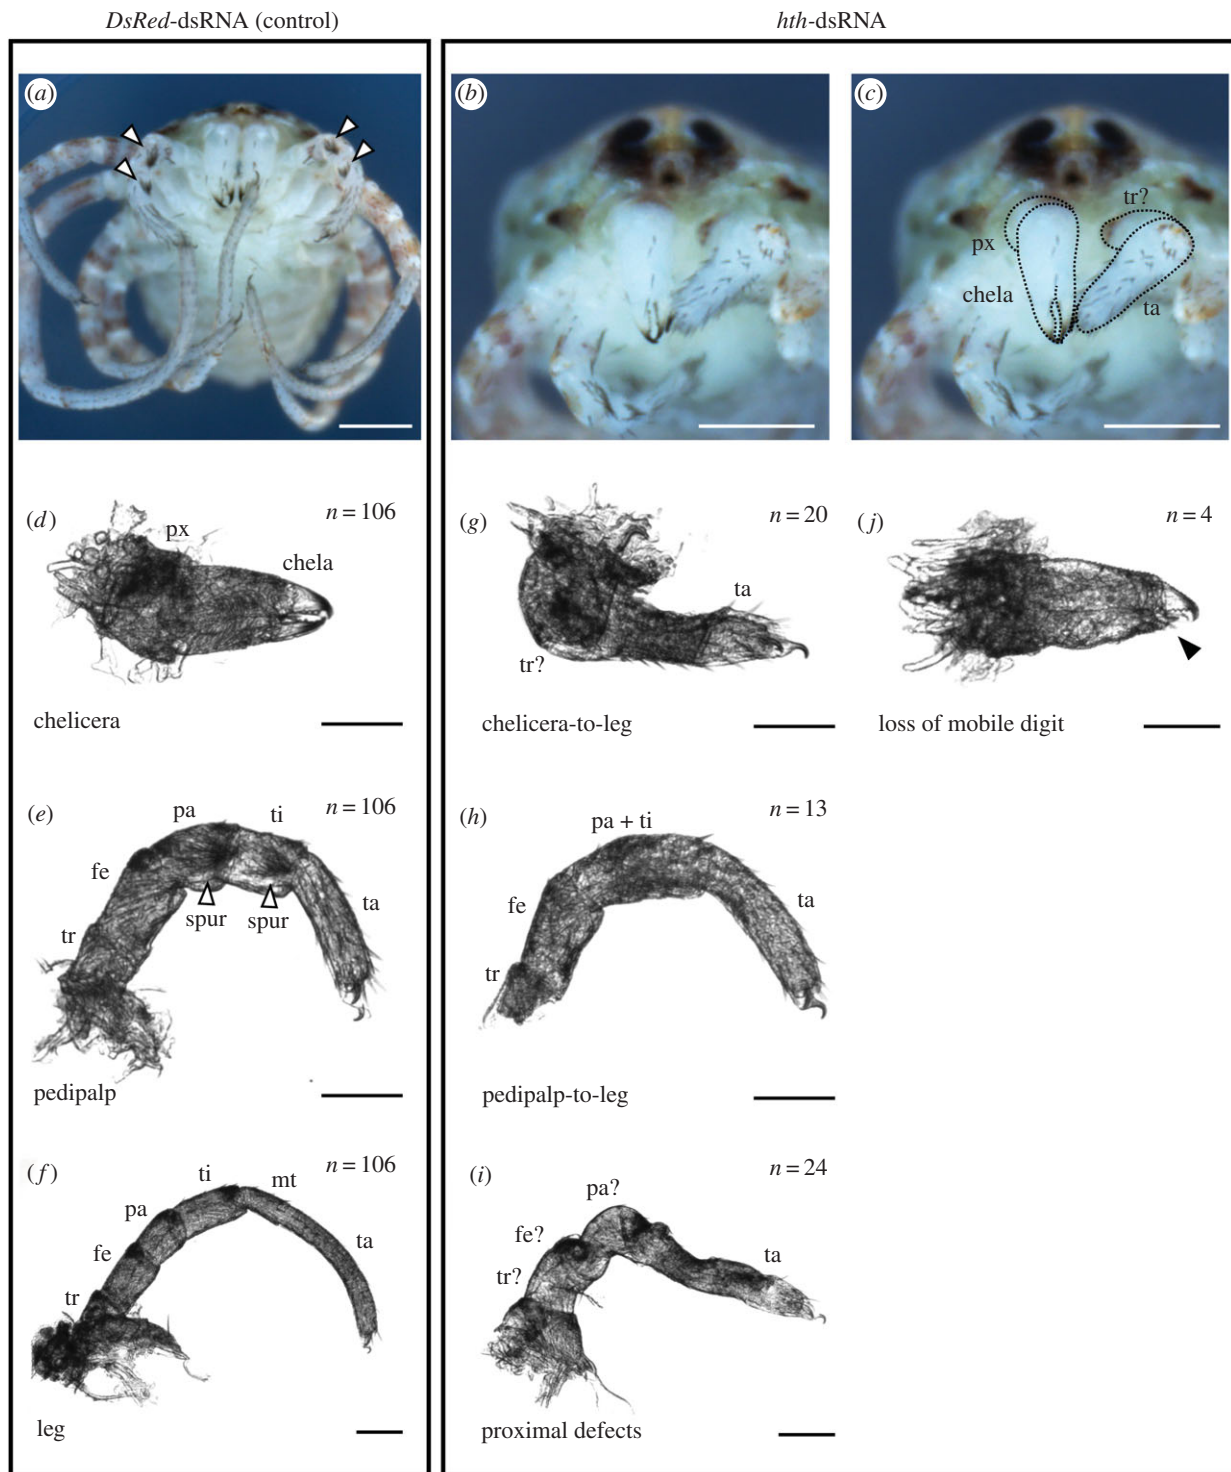 DsRed-dsRNA (control)
hth-dsRNA
(a)
(b)
(c)
tr?
px
chela
ta
(d)
n = 106
px
chela
chelicera
(g)
n = 20
ta
tr?
chelicera-to-leg
(j)
n = 4
loss of mobile digit
(e)
n = 106
pa
ti
fe
spur
spur
ta
tr
pedipalp
(h)
n = 13
pa + ti
fe
ta
tr
pedipalp-to-leg
(f)
n = 106
ti
mt
pa
fe
ta
tr
leg
(i)
n = 24
pa?
fe?
ta
tr?
proximal defects